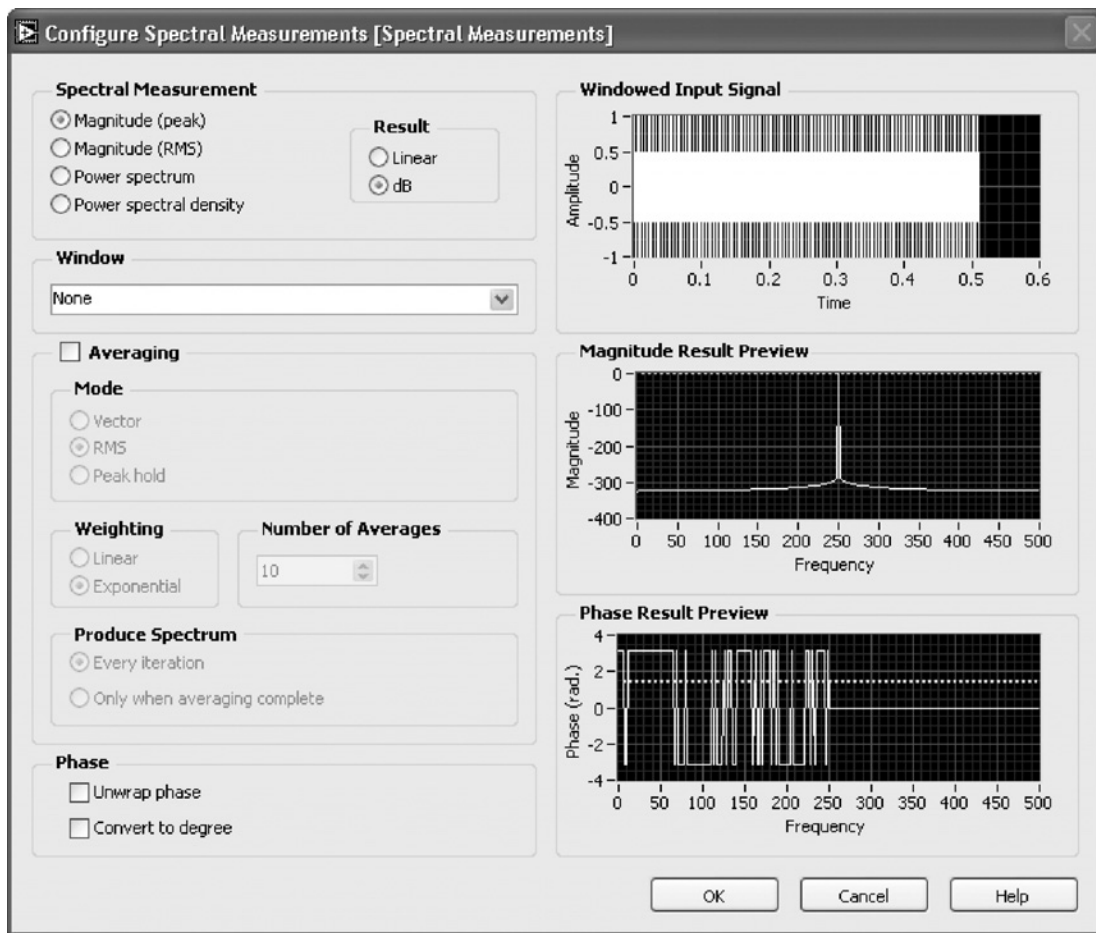 Configure Spectral Measurements [Spectral Measurements]
Spectral Measurement
Magnitude (peak)
Magnitude (RMS)
Power spectrum
Power spectral density
Result
Linear
dB
Window
None
Averaging
Mode
Vector
RMS
Peak hold
Weighting
Linear
Exponential
Number of Averages
10
Produce Spectrum
Every iteration
Only when averaging complete
Phase
Unwrap phase
Convert to degree
Windowed Input Signal
Amplitude
1
0.5
0
-0.5
-1
0 0.1 0.2 0.3 0.4 0.5 0.6
Time
Magnitude Result Preview
Magnitude
0
-100
-200
-300
-400
0 50 100 150 200 250 300 350 400 450 500
Frequency
Phase Result Preview
Phase (rad.)
4
2
0
-2
-4
0 50 100 150 200 250 300 350 400 450 500
Frequency
OK Cancel Help